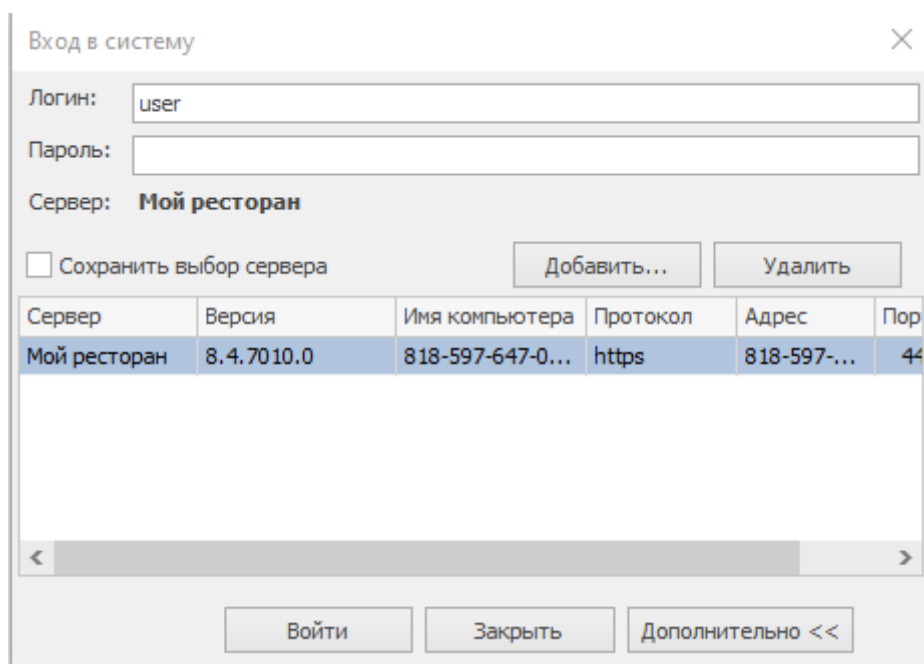 Вход в систему
Логин: user
Пароль:
Сервер: Мой ресторан
Сохранить выбор сервера Добавить... Удалить
Сервер Версия Имя компьютера Протокол Адрес Пор
Мой ресторан 8.4.7010.0 818-597-647-0... https 818-597-... 44
Войти Закрыть Дополнительно <<